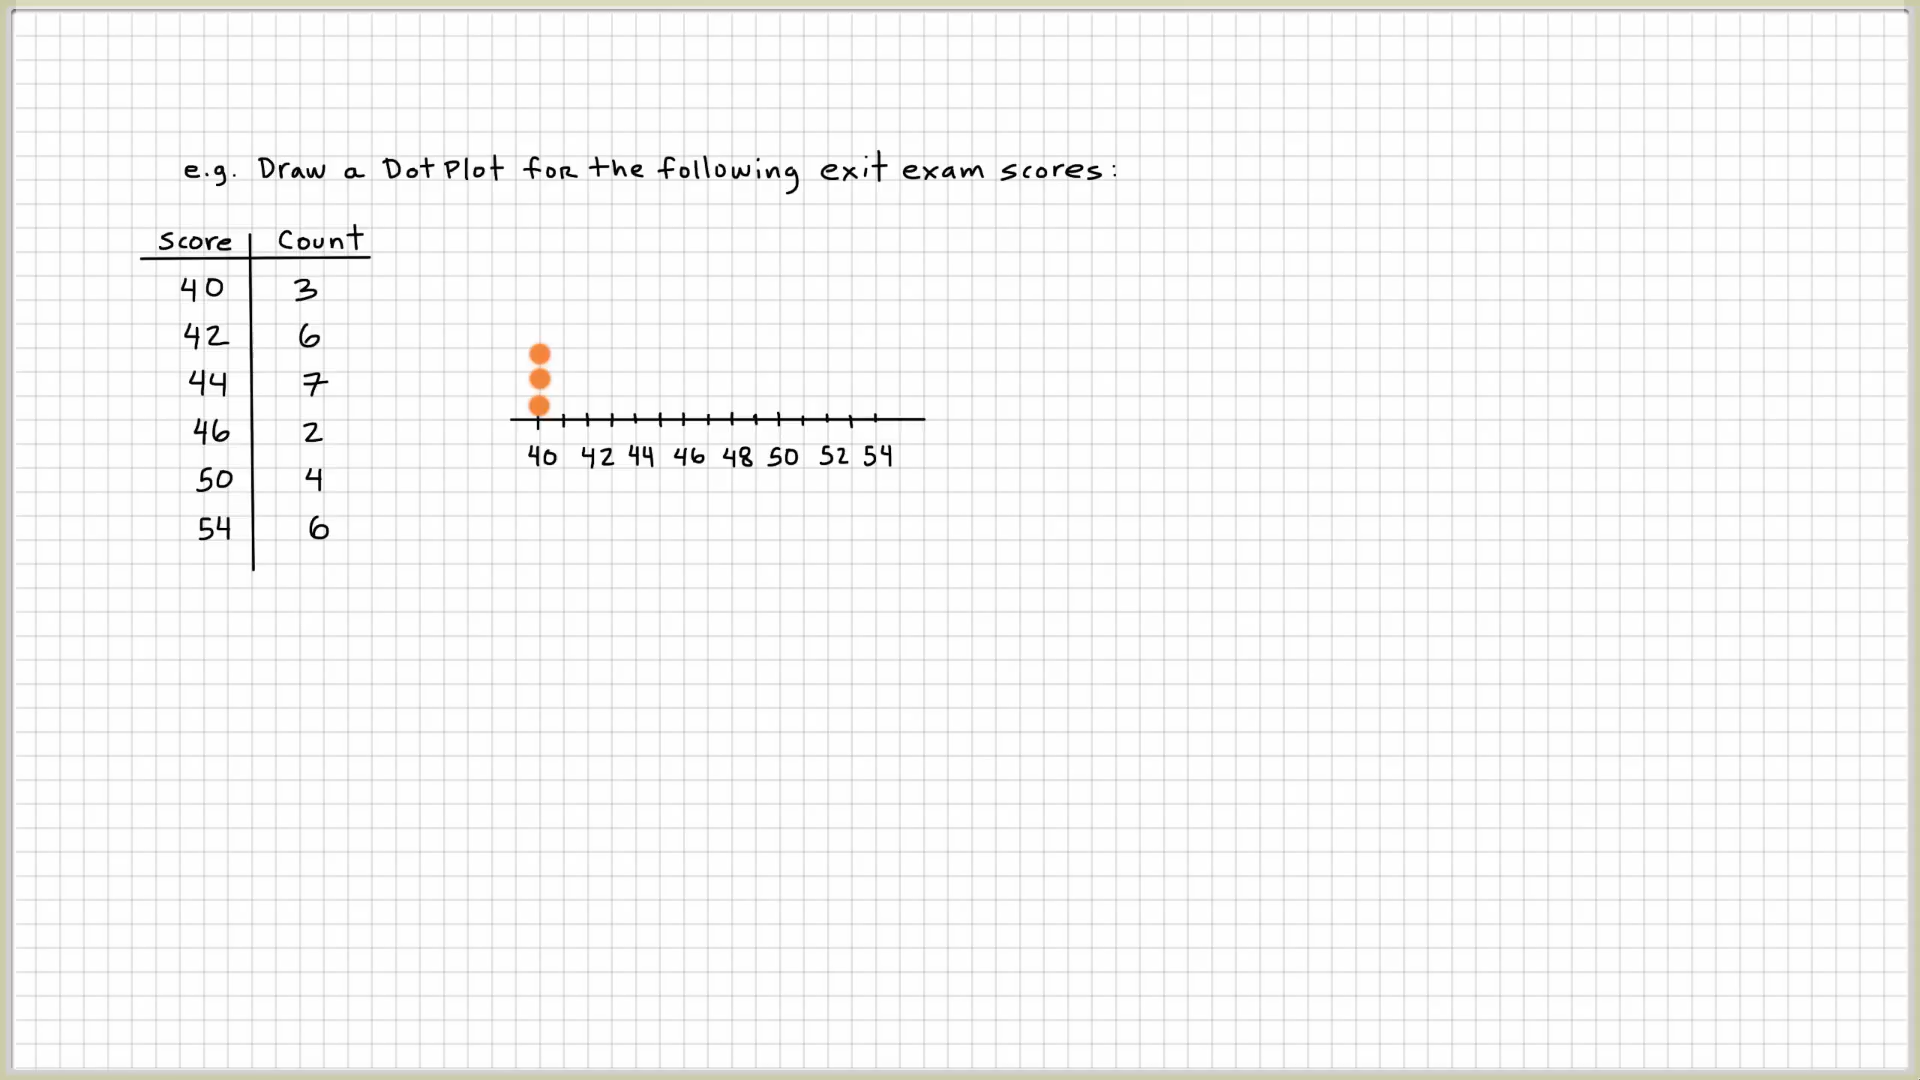 e.g. Draw a Dot Plot for the following exit exam scores:
Score Count
40 3
42 6
44 7
46 2
50 4
54 6
40 42 44 46 48 50 52 54